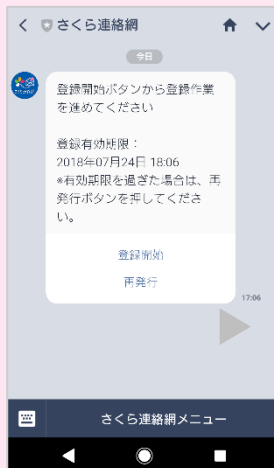 さくら連絡網
今日
登録開始ボタンから登録作業
を進めてください
登録有効期限：
2018年07月24日 18:06
*有効期限を過ぎた場合は、再
発行ボタンを押してくださ
い。
登録開始
再発行
17:06
さくら連絡網メニュー